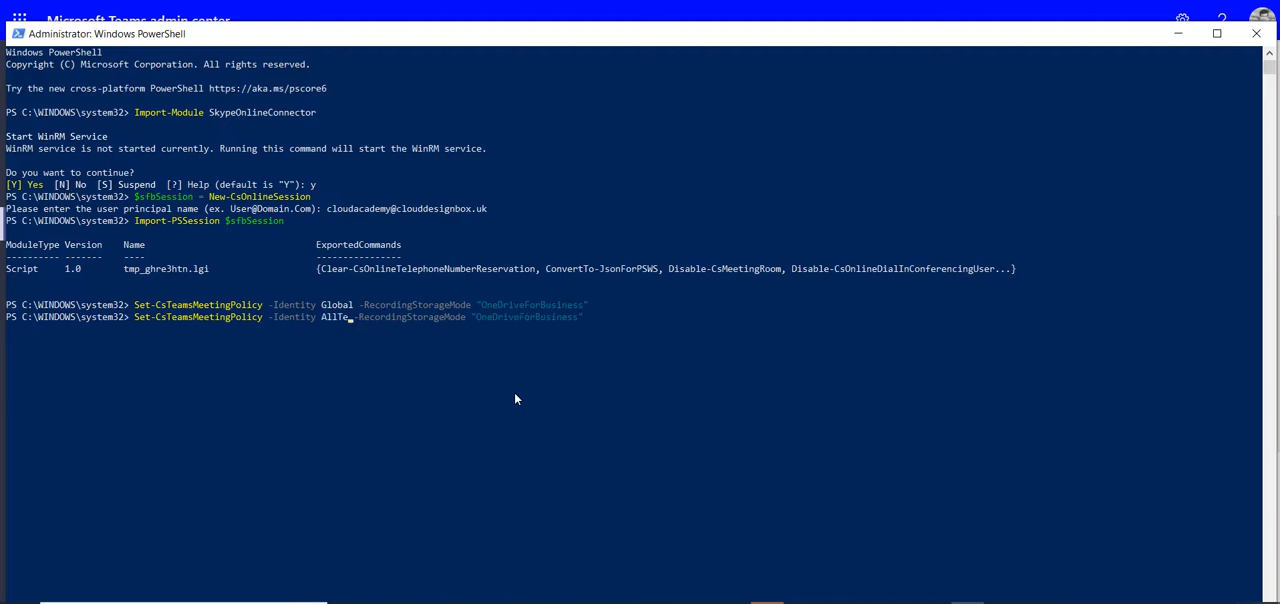 Microsoft Teams admin center
Administrator: Windows PowerShell
Windows PowerShell
Copyright (C) Microsoft Corporation. All rights reserved.
Try the new cross-platform PowerShell https://aka.ms/pscore6
PS C:\WINDOWS\system32> Import-Module SkypeOnlineConnector
Start WinRM Service
WinRM service is not started currently. Running this command will start the WinRM service.
Do you want to continue?
[Y] Yes [N] No [S] Suspend [?] Help (default is "Y"): y
PS C:\WINDOWS\system32> $sfbSession = New-CsOnlineSession
Please enter the user principal name (ex. User@Domain.Com): cloudacademy@clouddesignbox.uk
PS C:\WINDOWS\system32> Import-PSSession $sfbSession
ModuleType Version Name ExportedCommands
---------- ------- ---- ----------------
Script 1.0 tmp_ghre3htn.lgi {Clear-CsOnlineTelephoneNumberReservation, ConvertTo-JsonForPSWS, Disable-CsMeetingRoom, Disable-CsOnlineDialInConferencingUser...}
PS C:\WINDOWS\system32> Set-CsTeamsMeetingPolicy -Identity Global -RecordingStorageMode "OneDriveForBusiness"
PS C:\WINDOWS\system32> Set-CsTeamsMeetingPolicy -Identity AllTe -RecordingStorageMode "OneDriveForBusiness"